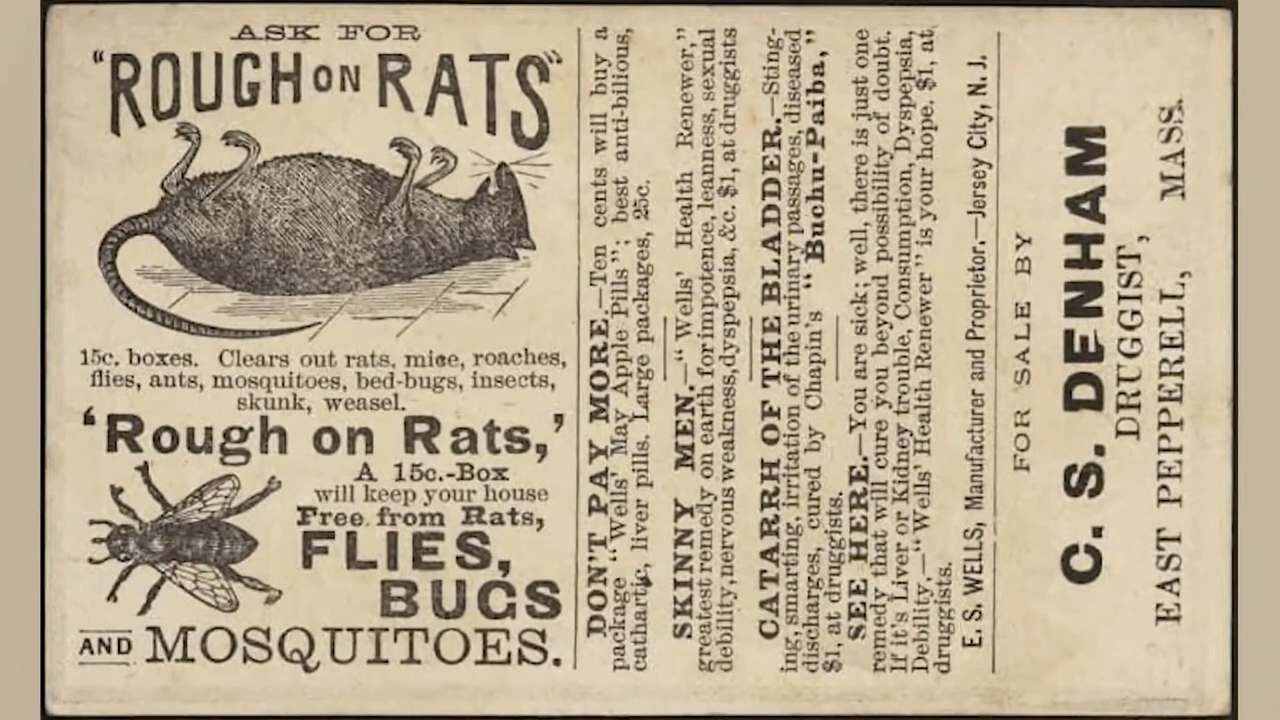 ASK FOR
"ROUGH ON RATS"
15c. boxes. Clears out rats, mice, roaches,
flies, ants, mosquitoes, bed-bugs, insects,
skunk, weasel.
'Rough on Rats,'
A 15c.-Box
will keep your house
Free from Rats,
FLIES,
BUGS
AND MOSQUITOES.
DON'T PAY MORE.—Ten cents will buy a
package "Wells' May Apple Pills"; best anti-bilious,
cathartic, liver pills. Large packages, 25c.
SKINNY MEN.—"Wells' Health Renewer,"
greatest remedy on earth for impotence, leanness, sexual
debility, nervous weakness, dyspepsia, &c. $1, at druggists
CATARRH OF THE BLADDER.—Sting-
ing, smarting, irritation of the urinary passages, diseased
discharges, cured by Chapin's "Buchu-Paiba,"
$1, at druggists.
SEE HERE.—You are sick; well, there is just one
remedy that will cure you beyond possibility of doubt.
If it's Liver or Kidney trouble, Consumption, Dyspepsia,
Debility,—"Wells' Health Renewer" is your hope. $1, at
druggists.
E. S. WELLS, Manufacturer and Proprietor.—Jersey City, N. J.
FOR SALE BY
C. S. DENHAM
DRUGGIST,
EAST PEPPERELL, MASS.